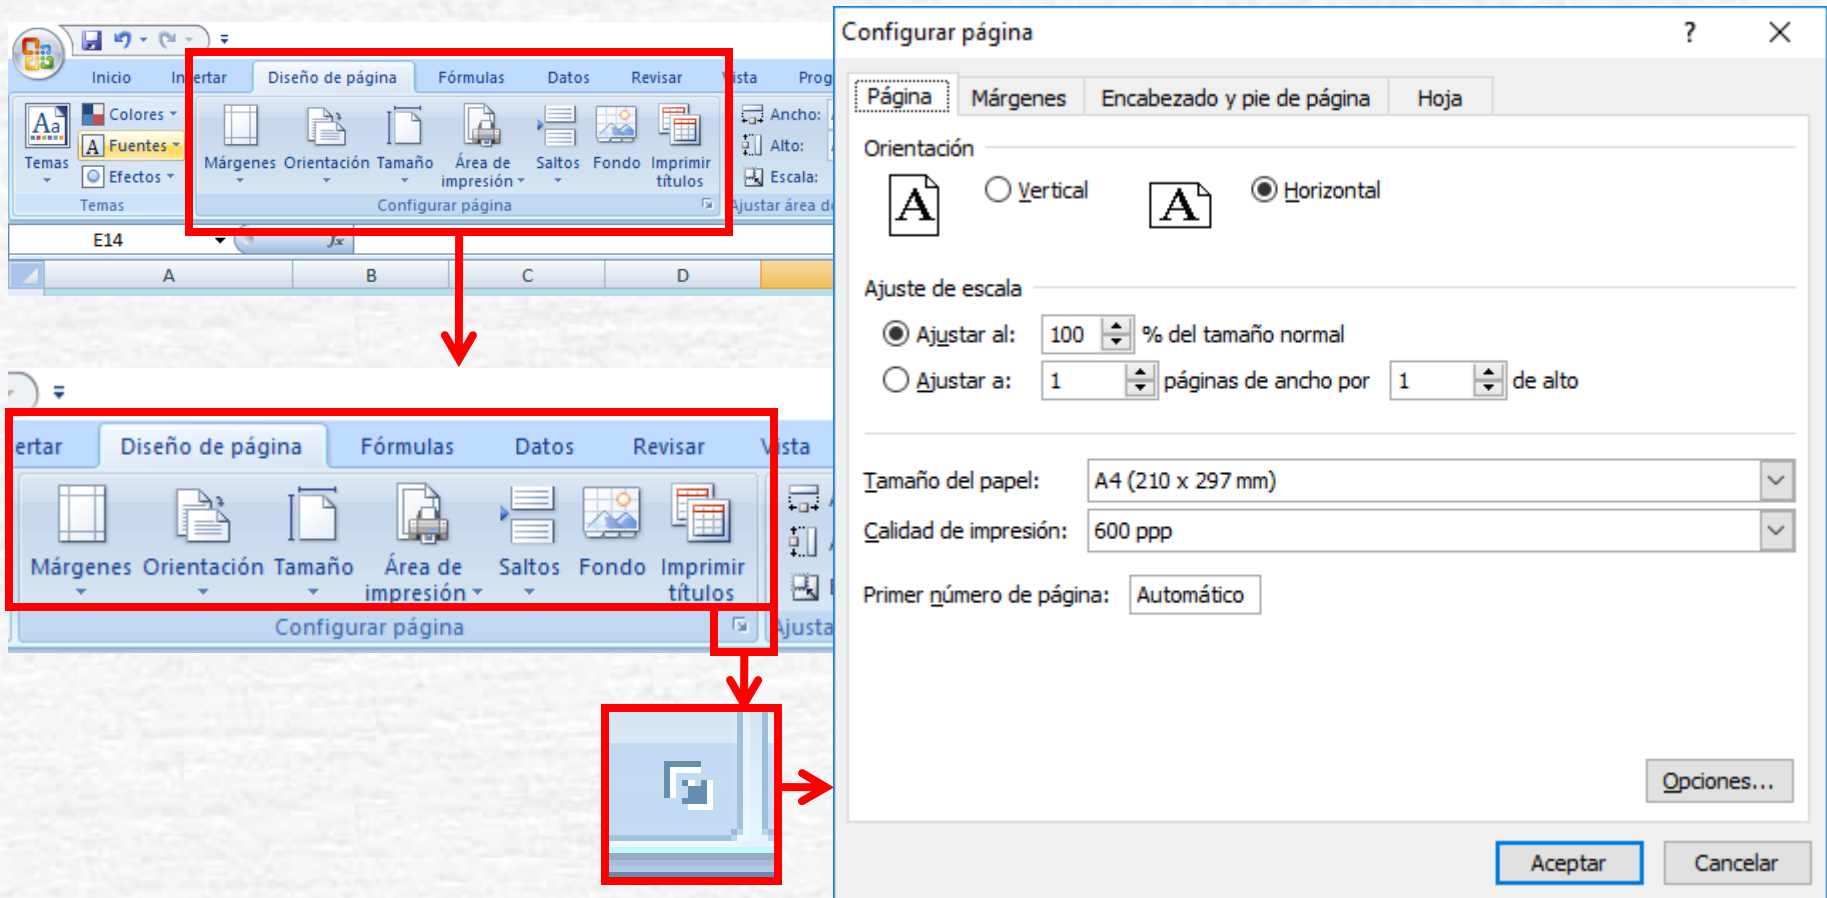 Inicio Insertar Diseño de página Fórmulas Datos Revisar Vista Prog
Temas
Colores
Fuentes
Efectos
Temas
Márgenes Orientación Tamaño Área de impresión Saltos Fondo Imprimir títulos
Configurar página
Ancho:
Alto:
Escala:
Ajustar área d
E14 fx
A B C D
ertar Diseño de página Fórmulas Datos Revisar Vista
Márgenes Orientación Tamaño Área de impresión Saltos Fondo Imprimir títulos
Configurar página
Ajusta
Configurar página ?
Página Márgenes Encabezado y pie de página Hoja
Orientación
A Vertical A Horizontal
Ajuste de escala
Ajustar al: 100 % del tamaño normal
Ajustar a: 1 páginas de ancho por 1 de alto
Tamaño del papel: A4 (210 x 297 mm)
Calidad de impresión: 600 ppp
Primer número de página: Automático
Opciones...
Aceptar Cancelar